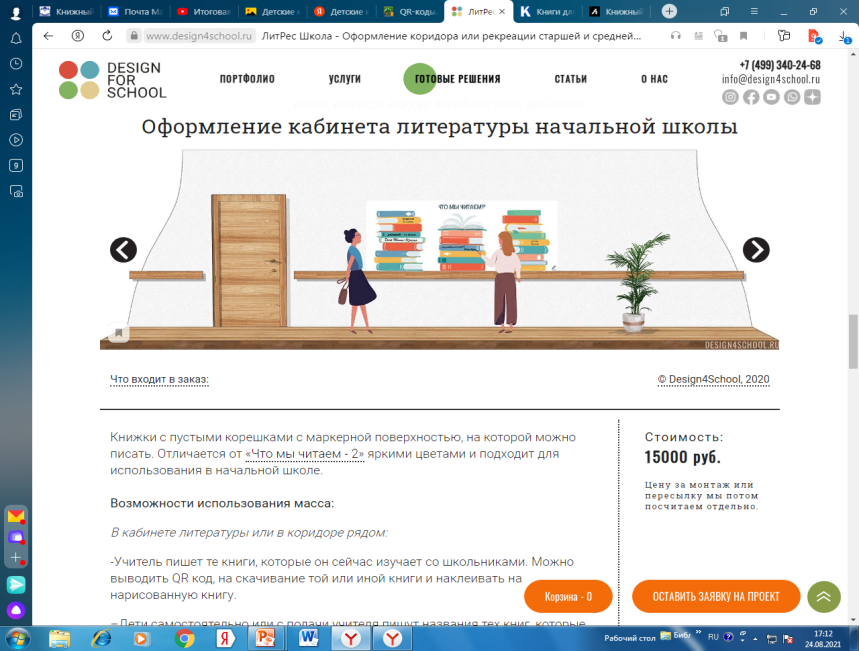 Книжный
Почта М
Итогова
Детские
Детские
QR-коды
ЛитРес
Книги дл
Книжный
www.design4school.ru ЛитРес Школа - Оформление коридора или рекреации старшей и средней...
DESIGN
FOR
SCHOOL
ПОРТФОЛИО
УСЛУГИ
ГОТОВЫЕ РЕШЕНИЯ
СТАТЬИ
О НАС
+7 (499) 340-24-68
info@design4school.ru
Оформление кабинета литературы начальной школы
ЧТО МЫ ЧИТАЕМ?
DESIGN4SCHOOL.RU
Что входит в заказ:
© Design4School, 2020
Книжки с пустыми корешками с маркерной поверхностью, на которой можно
писать. Отличается от «Что мы читаем - 2» яркими цветами и подходит для
использования в начальной школе.
Возможности использования масса:
В кабинете литературы или в коридоре рядом:
-Учитель пишет те книги, которые он сейчас изучает со школьниками. Можно
выводить QR код, на скачивание той или иной книги и наклеивать на
нарисованную книгу.
–Дети самостоятельно или с подачи учителя пишут названия тех книг, которые
Стоимость:
15000 руб.
Цену за монтаж или
пересылку мы потом
посчитаем отдельно.
Корзина - 0
ОСТАВИТЬ ЗАЯВКУ НА ПРОЕКТ
Рабочий стол
Библ
RU
17:12
24.08.2021